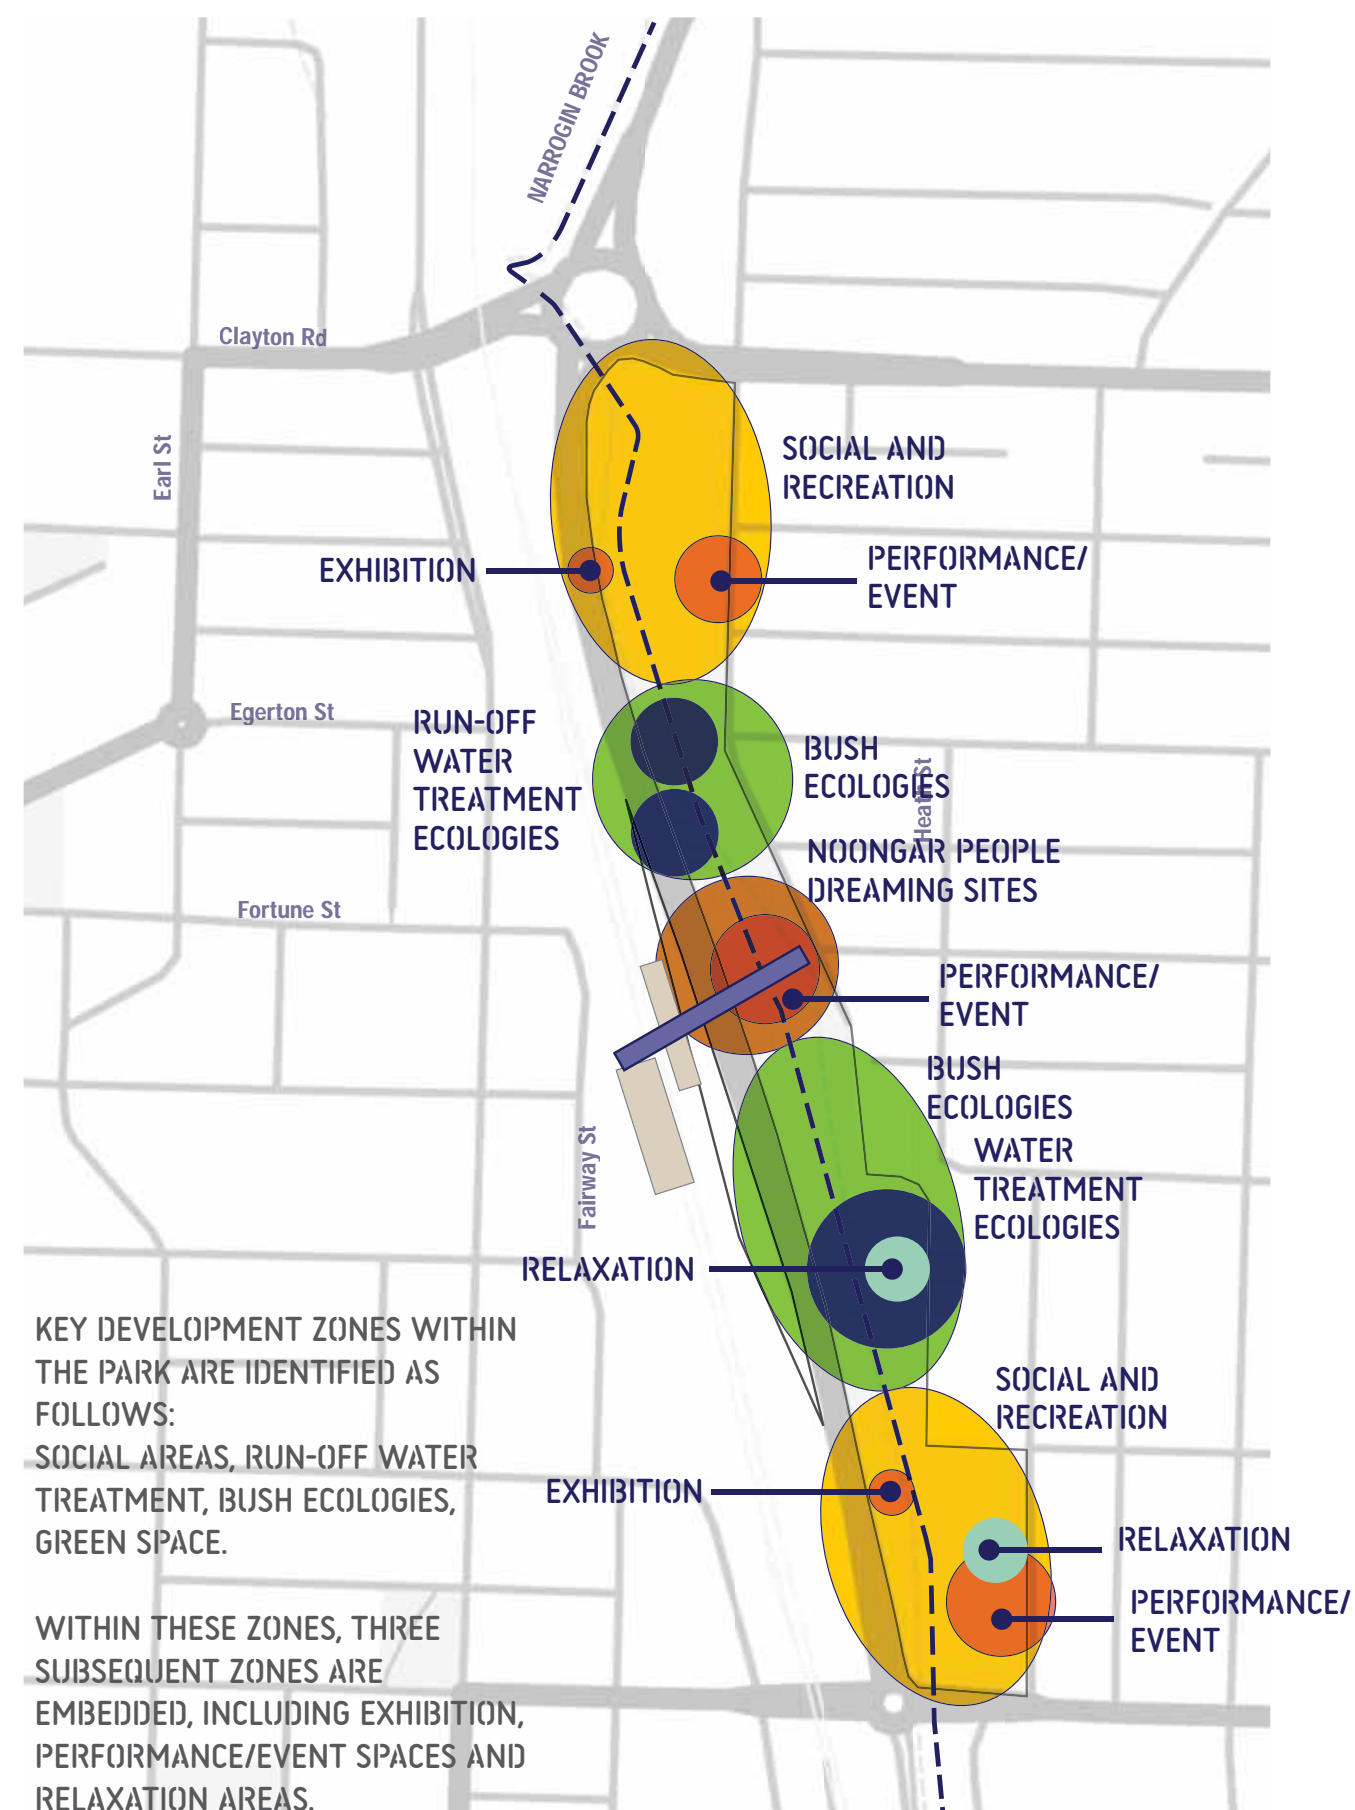 NARROGIN BROOK
Clayton Rd
Earl St
SOCIAL AND
RECREATION
EXHIBITION
PERFORMANCE/
EVENT
Egerton St
RUN-OFF
WATER
TREATMENT
ECOLOGIES
BUSH
ECOLOGIES
Heath St
NOONGAR PEOPLE
DREAMING SITES
Fortune St
PERFORMANCE/
EVENT
BUSH
ECOLOGIES
WATER
TREATMENT
ECOLOGIES
Fairway St
RELAXATION
KEY DEVELOPMENT ZONES WITHIN
THE PARK ARE IDENTIFIED AS
FOLLOWS:
SOCIAL AREAS, RUN-OFF WATER
TREATMENT, BUSH ECOLOGIES,
GREEN SPACE.
SOCIAL AND
RECREATION
EXHIBITION
RELAXATION
PERFORMANCE/
EVENT
WITHIN THESE ZONES, THREE
SUBSEQUENT ZONES ARE
EMBEDDED, INCLUDING EXHIBITION,
PERFORMANCE/EVENT SPACES AND
RELAXATION AREAS.